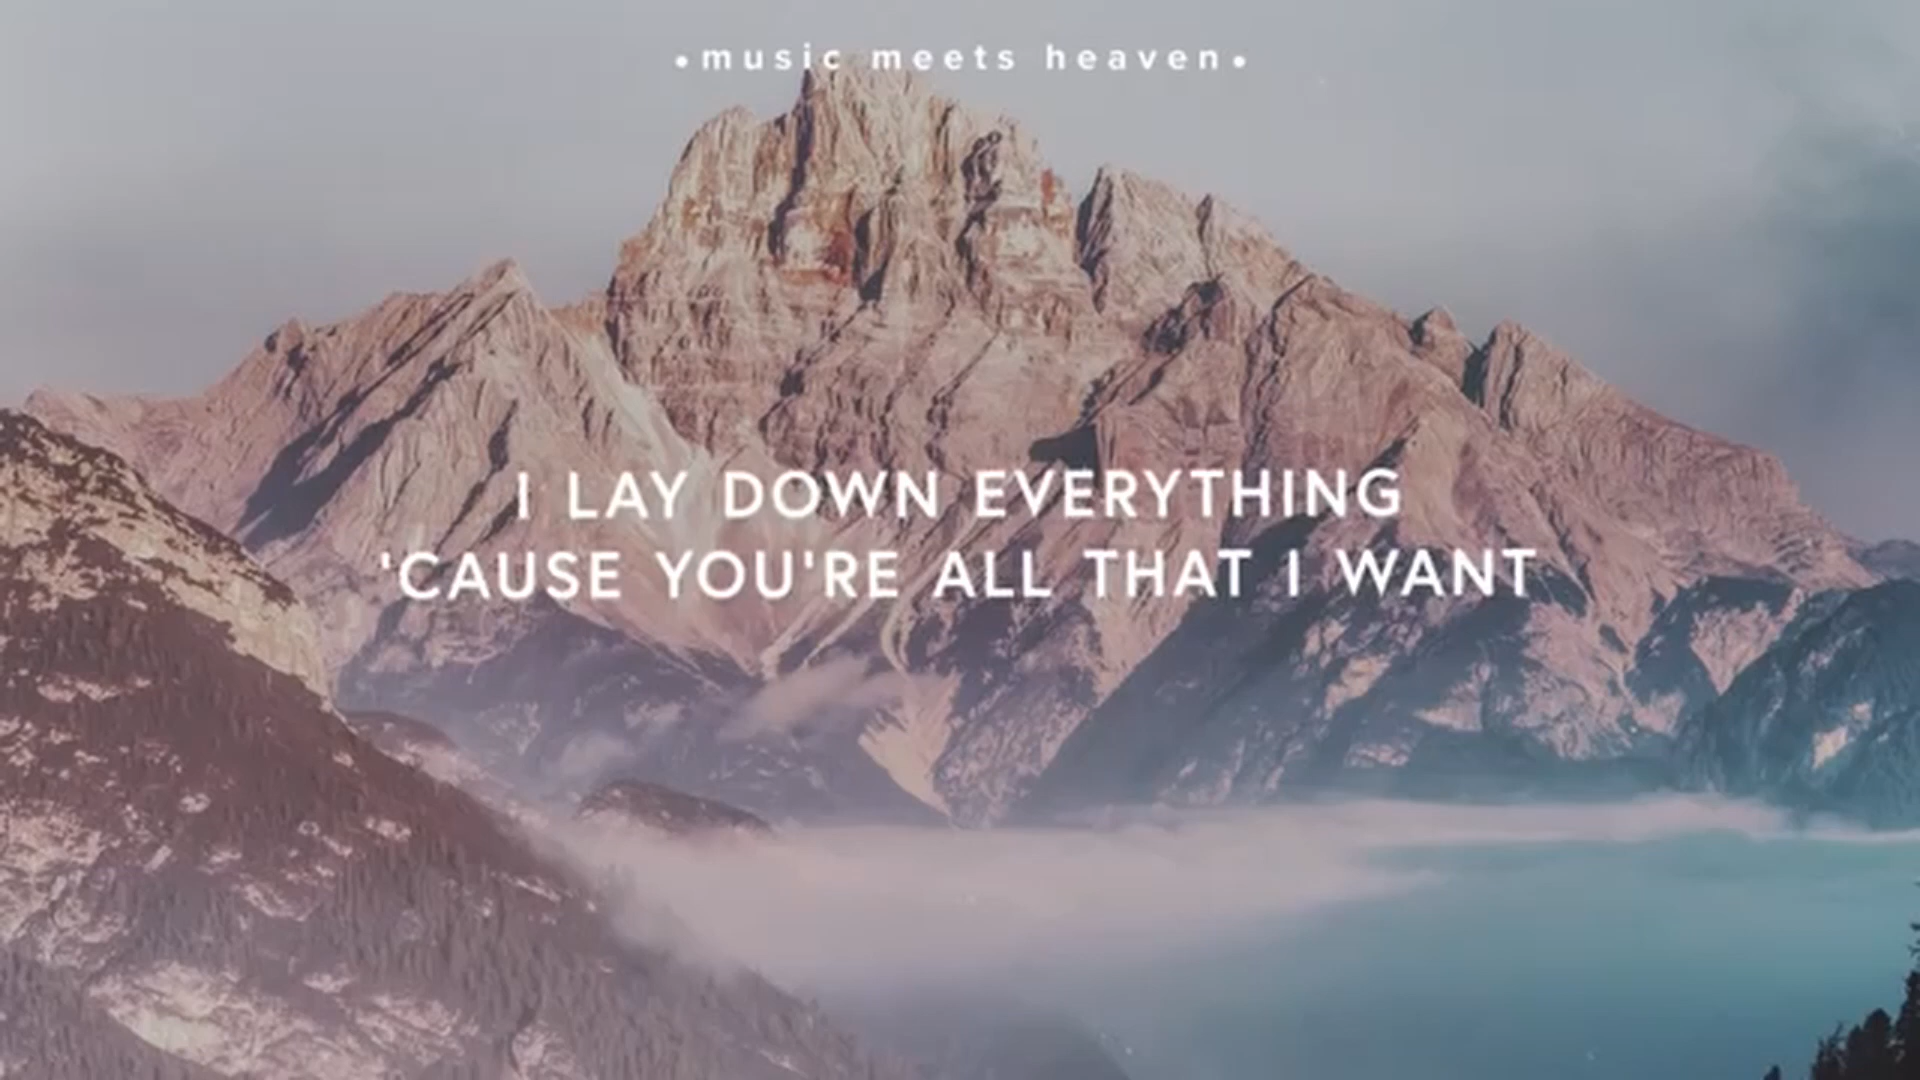 •music meets heaven•
I LAY DOWN EVERYTHING
'CAUSE YOU'RE ALL THAT I WANT